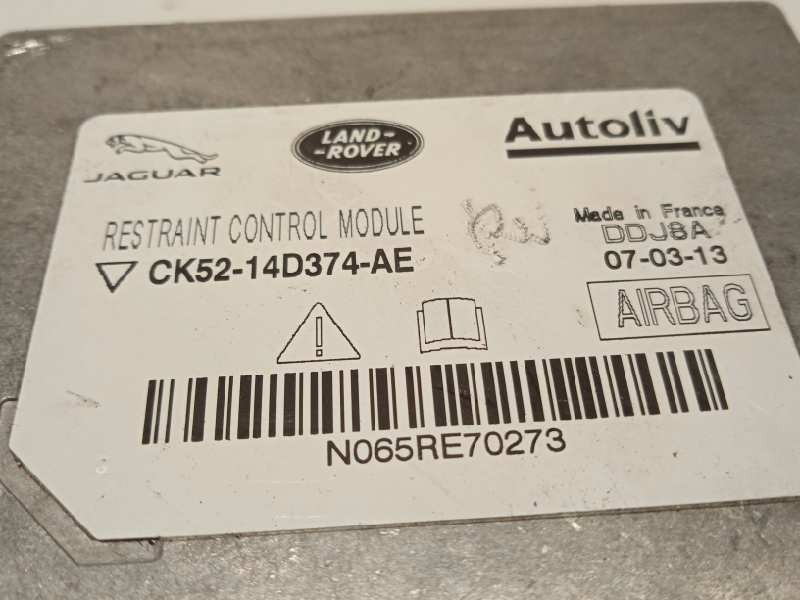 JAGUAR
LAND-
-ROVER
Autoliv
RESTRAINT CONTROL MODULE
CK52-14D374-AE
Made in France
DDJ8A
07-03-13
AIRBAG
N065RE70273